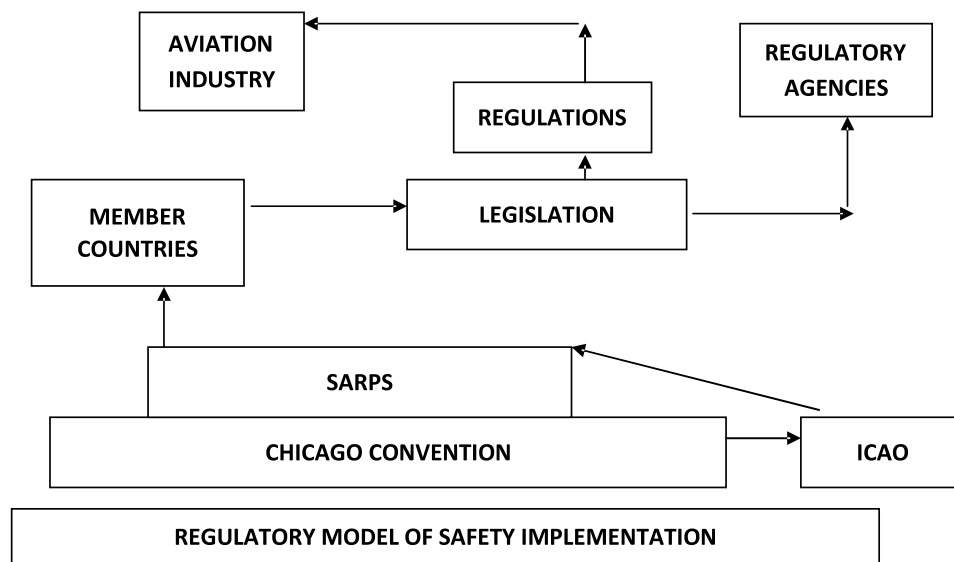 AVIATION
INDUSTRY
REGULATORY
AGENCIES
REGULATIONS
MEMBER
COUNTRIES
LEGISLATION
SARPS
CHICAGO CONVENTION
ICAO
REGULATORY MODEL OF SAFETY IMPLEMENTATION